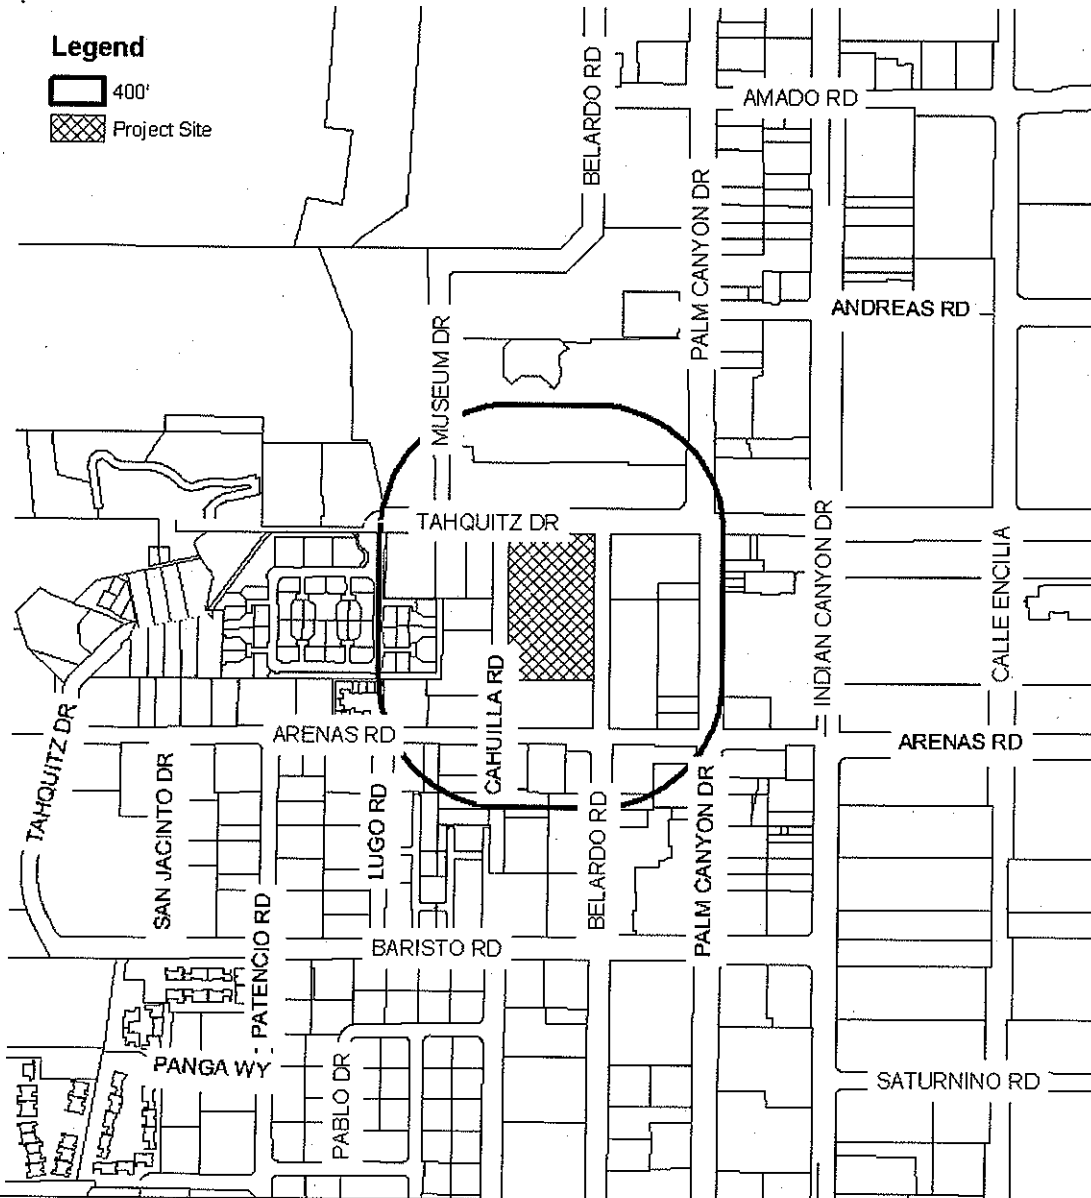 Legend
400'
Project Site
BELARDO RD
AMADO RD
PALM CANYON DR
ANDREAS RD
MUSEUM DR
TAHQUITZ DR
INDIAN CANYON DR
CALLE ENCILIA
CAHUILLA RD
TAHQUITZ DR
ARENAS RD
ARENAS RD
SAN JACINTO DR
LUGO RD
BELARDO RD
PALM CANYON DR
PATENCIO RD
BARISTO RD
PANGA WY
PABLO DR
SATURNINO RD